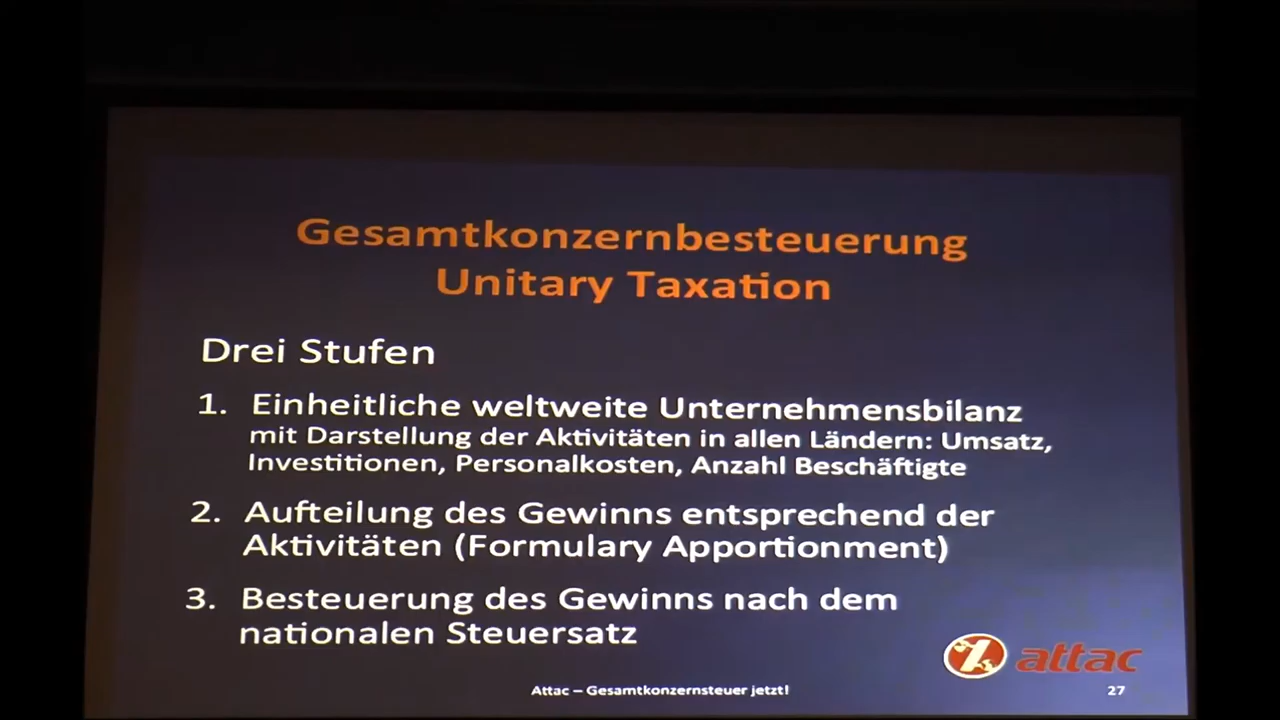 Gesamtkonzernbesteuerung
Unitary Taxation
Drei Stufen
1. Einheitliche weltweite Unternehmensbilanz
mit Darstellung der Aktivitäten in allen Ländern: Umsatz,
Investitionen, Personalkosten, Anzahl Beschäftigte
2. Aufteilung des Gewinns entsprechend der
Aktivitäten (Formulary Apportionment)
3. Besteuerung des Gewinns nach dem
nationalen Steuersatz
attac
Attac – Gesamtkonzernsteuer jetzt!
27